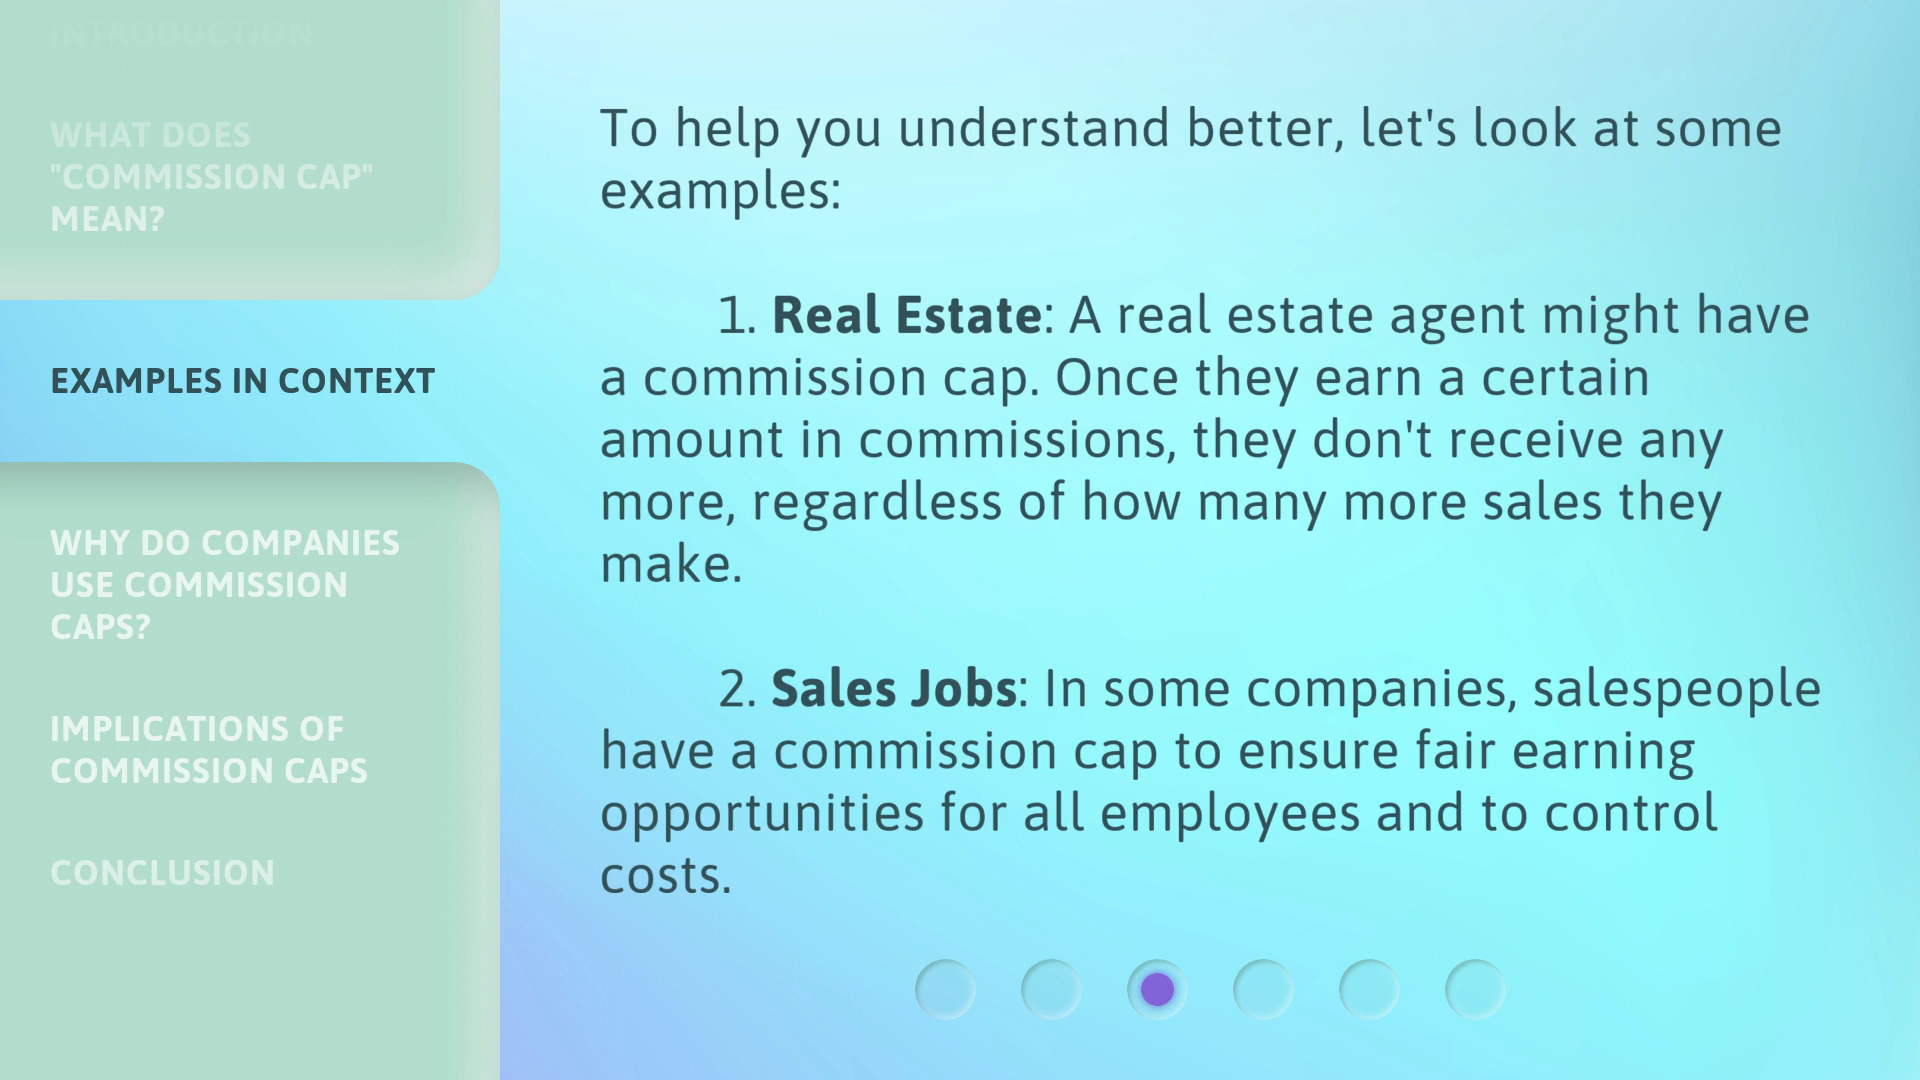 INTRODUCTION
WHAT DOES
"COMMISSION CAP"
MEAN?
EXAMPLES IN CONTEXT
WHY DO COMPANIES
USE COMMISSION
CAPS?
IMPLICATIONS OF
COMMISSION CAPS
CONCLUSION
To help you understand better, let's look at some
examples:
1. Real Estate: A real estate agent might have
a commission cap. Once they earn a certain
amount in commissions, they don't receive any
more, regardless of how many more sales they
make.
2. Sales Jobs: In some companies, salespeople
have a commission cap to ensure fair earning
opportunities for all employees and to control
costs.